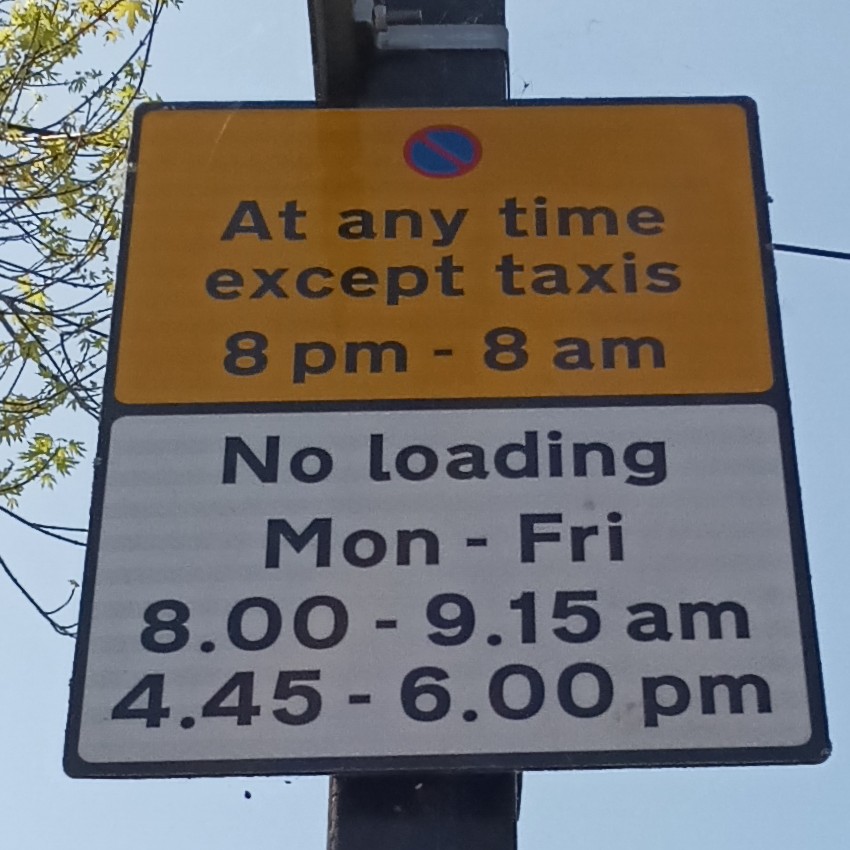 At any time
except taxis
8 pm - 8 am
No loading
Mon - Fri
8.00 - 9.15 am
4.45 - 6.00 pm